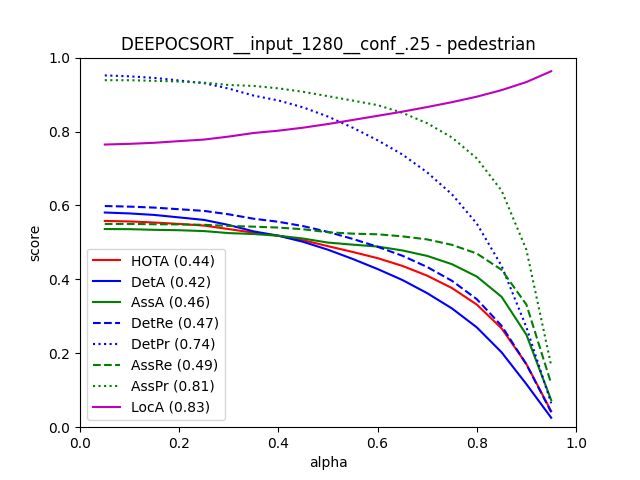 DEEPOCSORT__input_1280__conf_.25 - pedestrian
score
1.0
0.8
0.6
0.4
0.2
0.0
HOTA (0.44)
DetA (0.42)
AssA (0.46)
DetRe (0.47)
DetPr (0.74)
AssRe (0.49)
AssPr (0.81)
LocA (0.83)
0.0 0.2 0.4 0.6 0.8 1.0
alpha